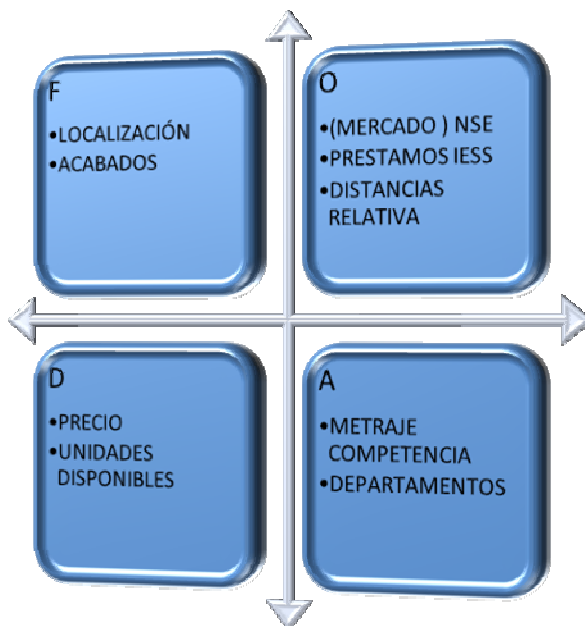 F
•LOCALIZACIÓN
•ACABADOS
O
•(MERCADO ) NSE
•PRESTAMOS IESS
•DISTANCIAS
RELATIVA
D
•PRECIO
•UNIDADES
DISPONIBLES
A
•METRAJE
COMPETENCIA
•DEPARTAMENTOS